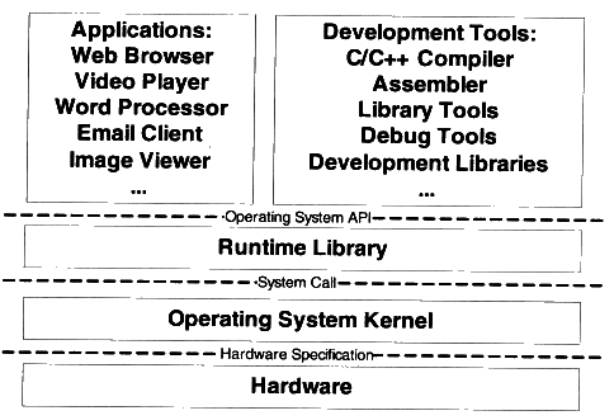 Applications:
Web Browser
Video Player
Word Processor
Email Client
Image Viewer
...
Development Tools:
C/C++ Compiler
Assembler
Library Tools
Debug Tools
Development Libraries
...
Operating System API
Runtime Library
System Call
Operating System Kernel
Hardware Specification
Hardware